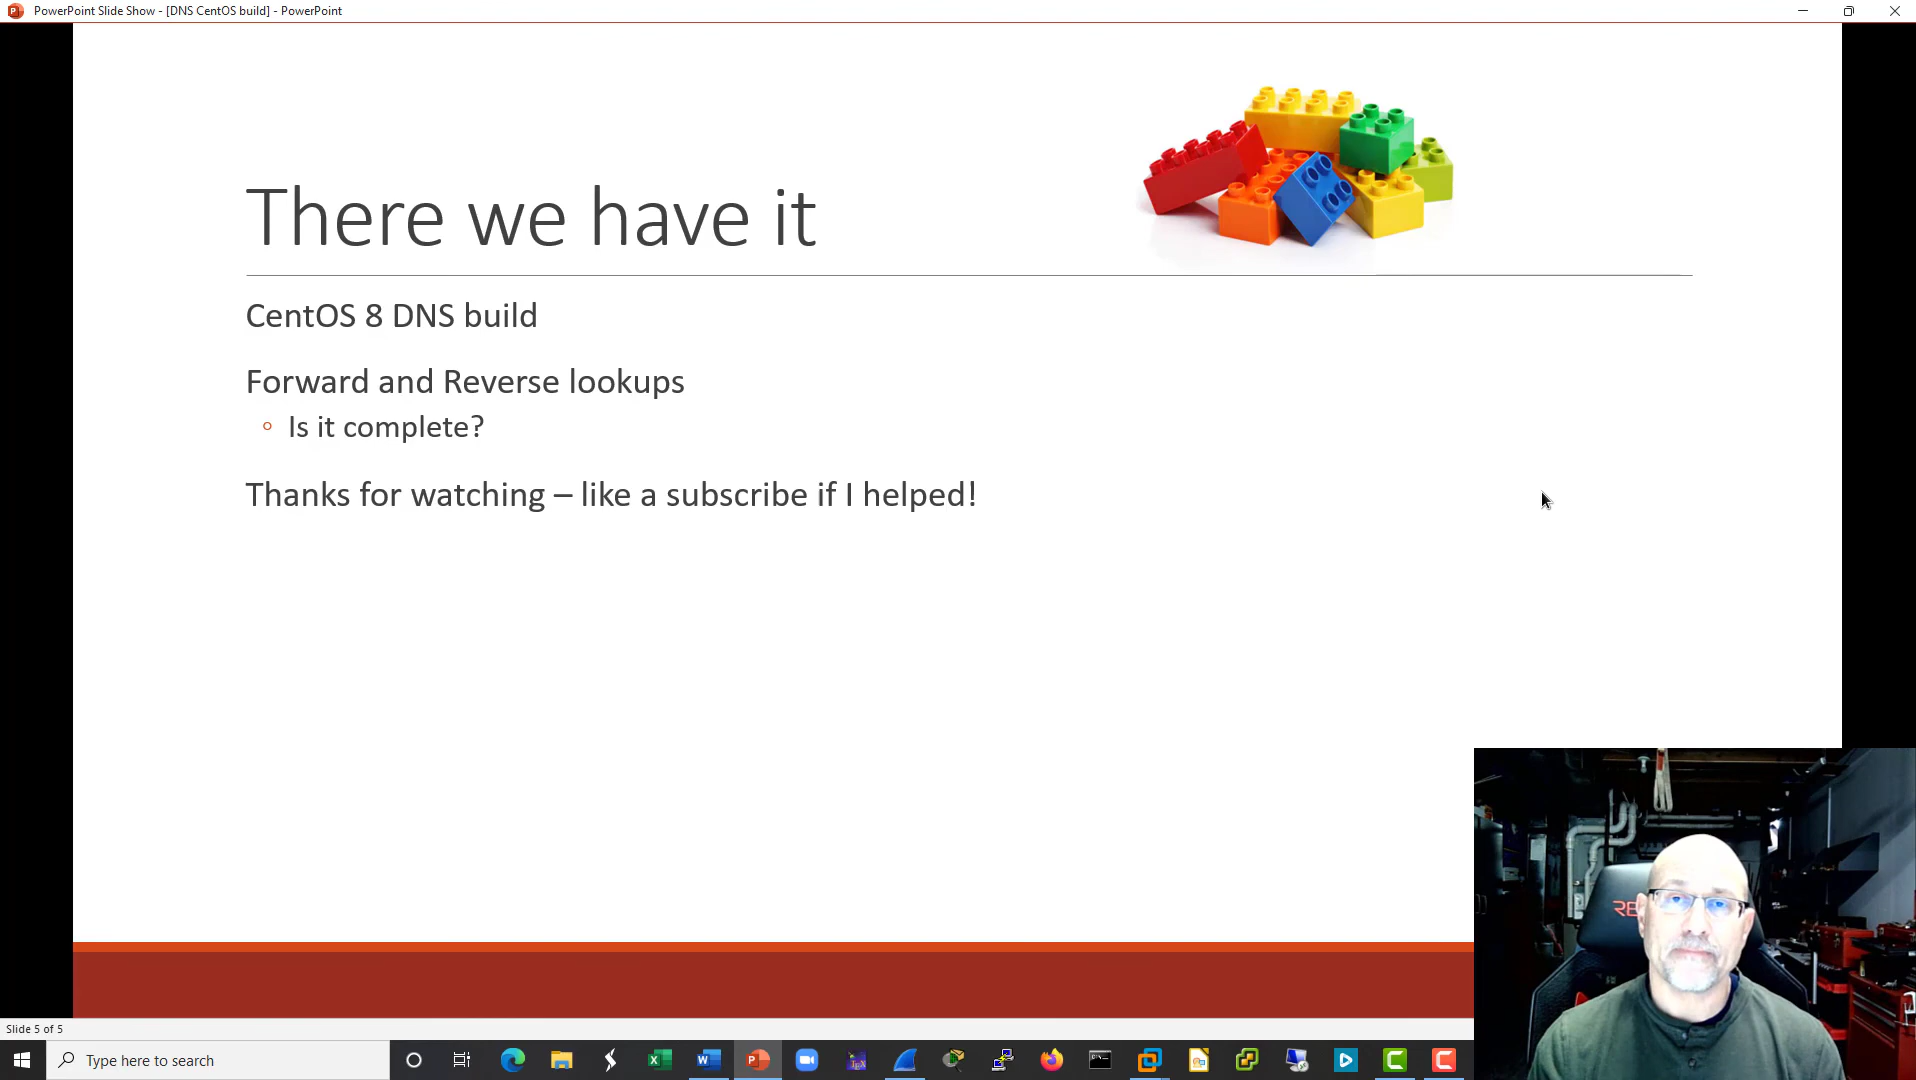 PowerPoint Slide Show - [DNS CentOS build] - PowerPoint
There we have it
CentOS 8 DNS build
Forward and Reverse lookups
Is it complete?
Thanks for watching – like a subscribe if I helped!
Slide 5 of 5
Type here to search